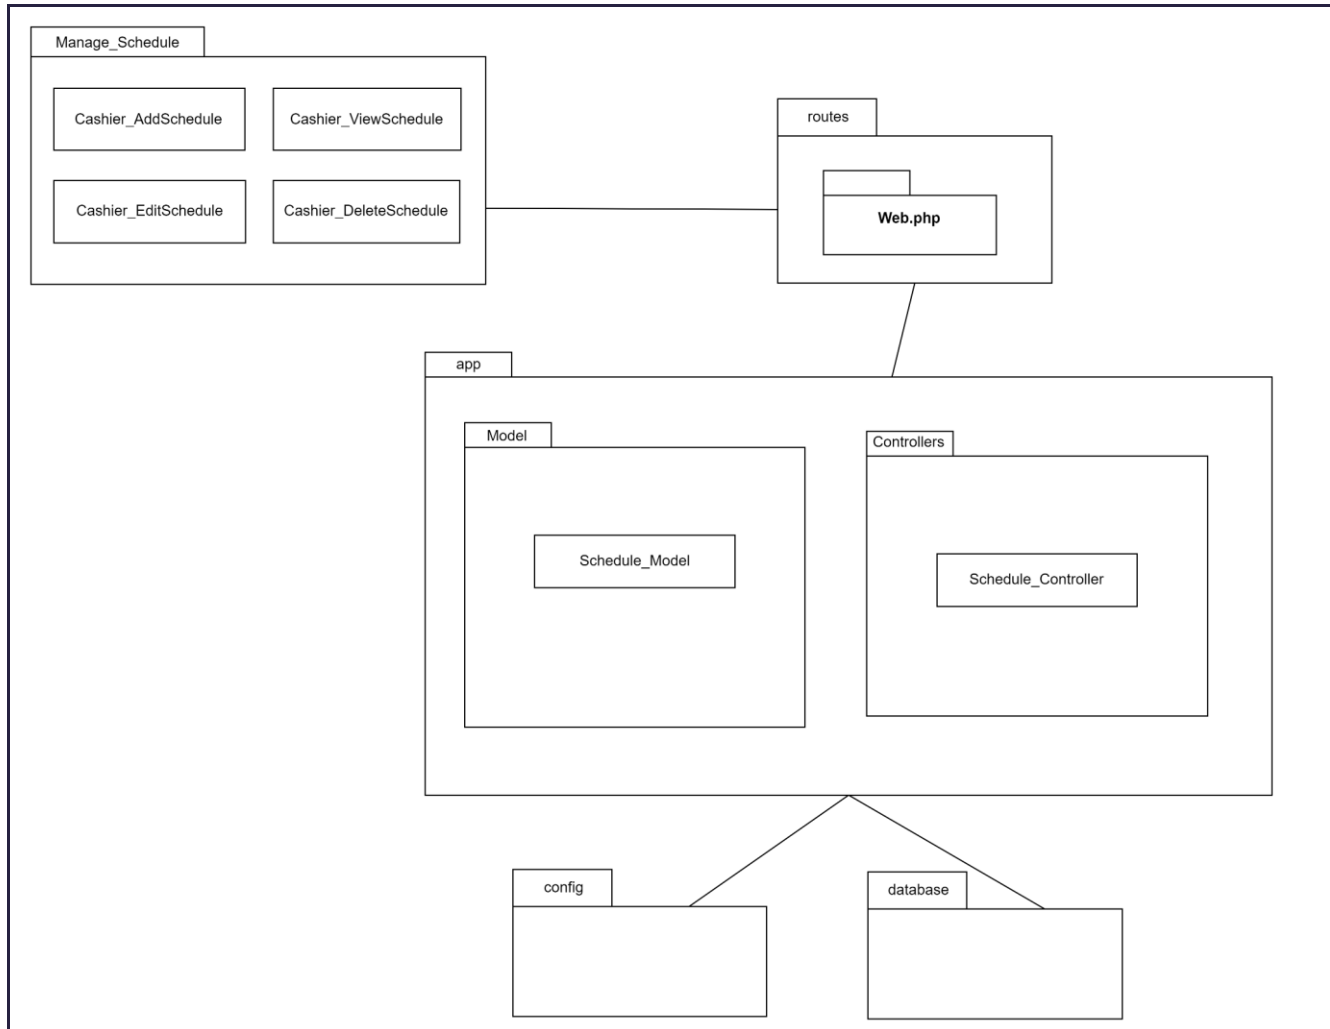 Manage_Schedule
Cashier_AddSchedule
Cashier_ViewSchedule
Cashier_EditSchedule
Cashier_DeleteSchedule
routes
Web.php
app
Model
Schedule_Model
Controllers
Schedule_Controller
config
database